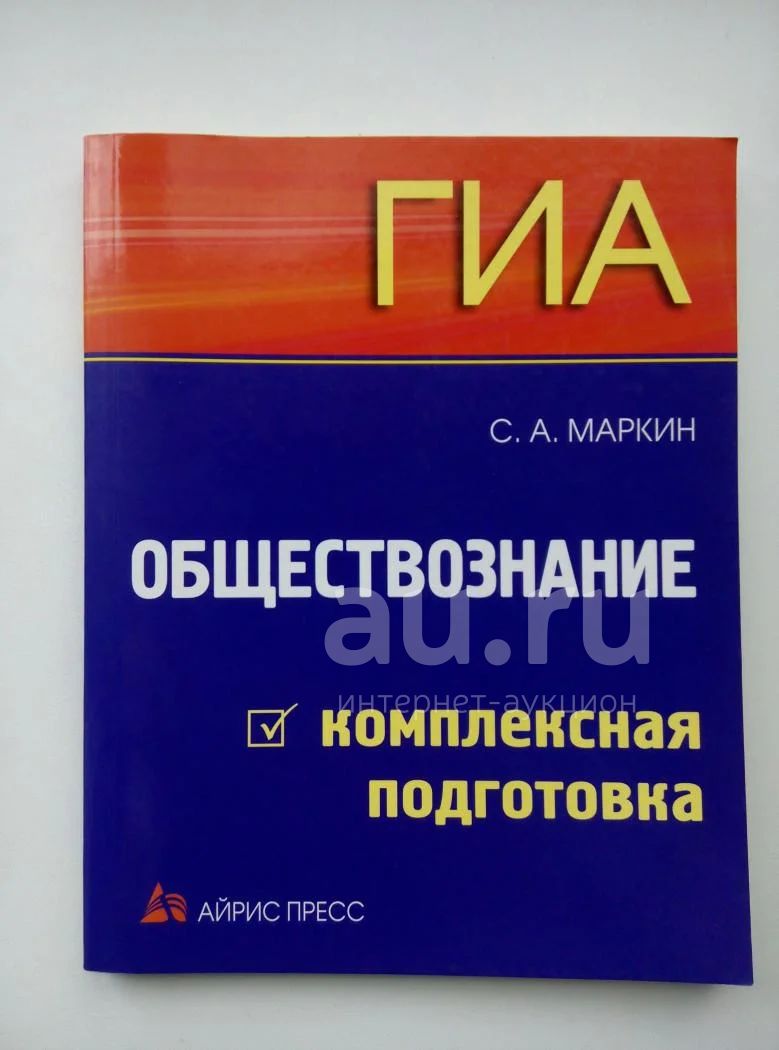 ГИА
С. А. МАРКИН
ОБЩЕСТВОЗНАНИЕ
au.ru
интернет-аукцион
комплексная
подготовка
АЙРИС ПРЕСС